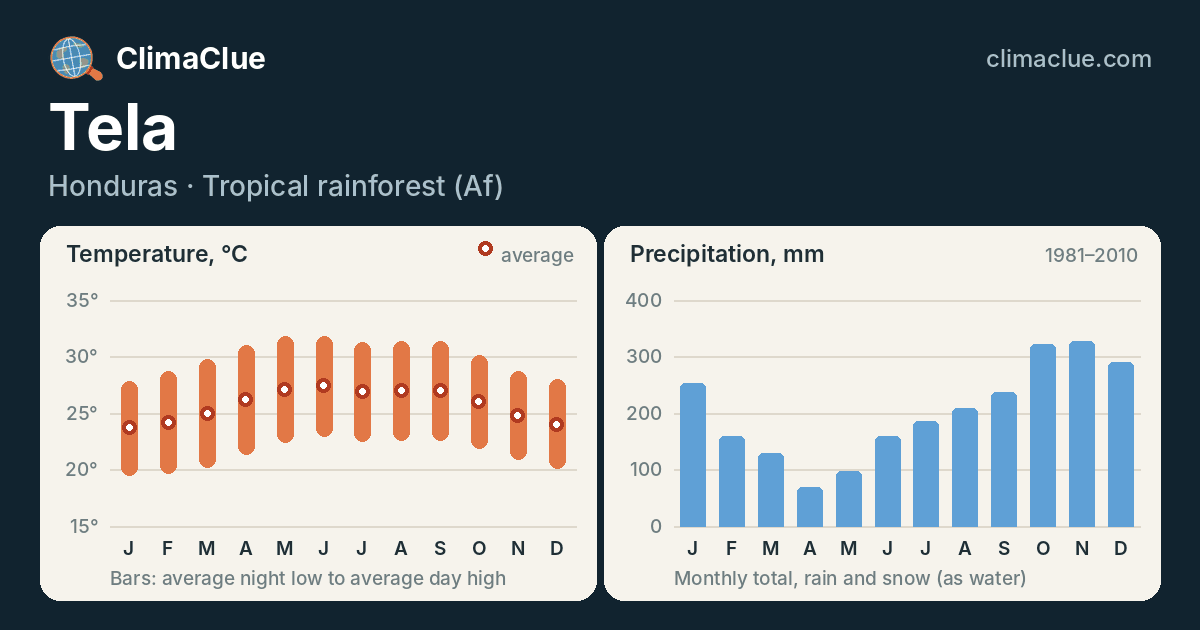 ClimaClue
climaclue.com
Tela
Honduras · Tropical rainforest (Af)
Temperature, °C
average
35°
30°
25°
20°
15°
J F M A M J J A S O N D
Bars: average night low to average day high
Precipitation, mm
1981–2010
400
300
200
100
0
J F M A M J J A S O N D
Monthly total, rain and snow (as water)